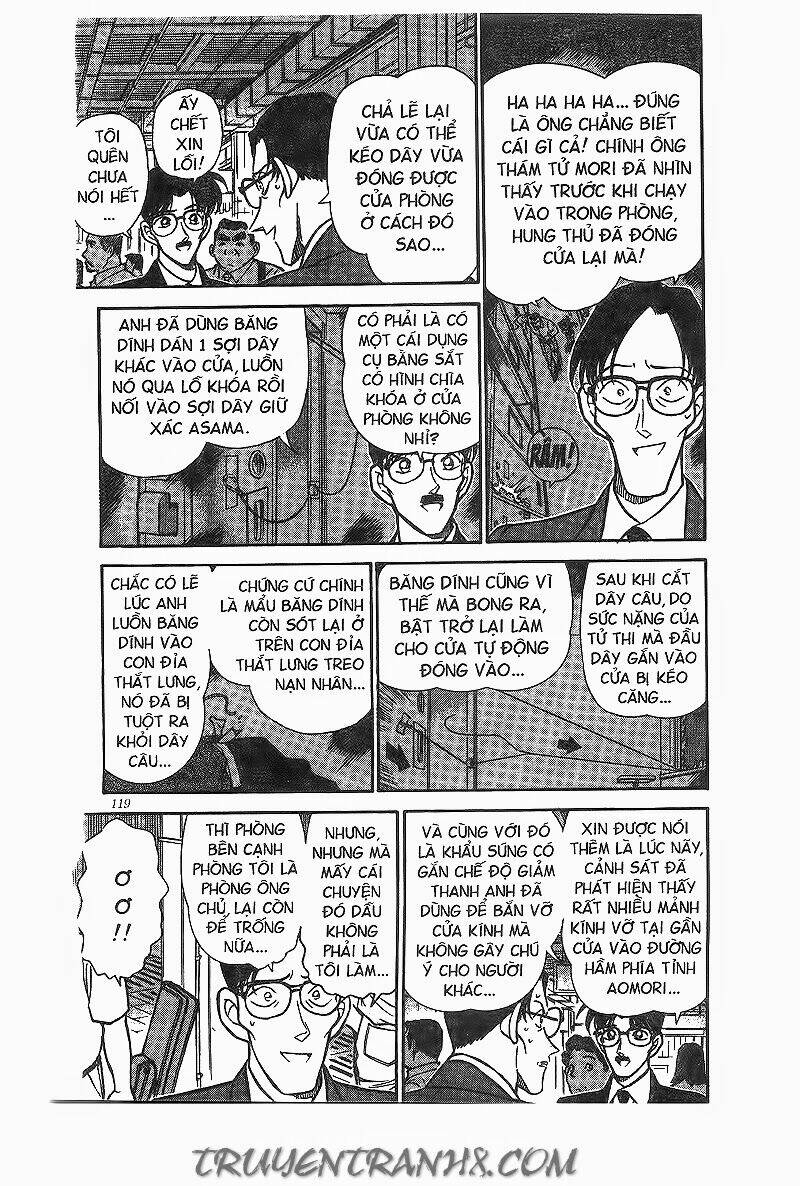 HA HA HA HA... ĐÚNG
LÀ ÔNG CHẲNG BIẾT
CÁI GÌ CẢ! CHÍNH ÔNG
THÁM TỬ MORI ĐÃ NHÌN
THẤY TRƯỚC KHI CHẠY
VÀO TRONG PHÒNG,
HUNG THỦ ĐÃ ĐÓNG
CỬA LẠI MÀ!
RẦM!
CHẢ LẼ LẠI
VỪA CÓ THỂ
KÉO DÂY VỪA
ĐÓNG ĐƯỢC
CỬA PHÒNG
Ở CÁCH ĐÓ
SAO...
ẤY
CHẾT
XIN
LỖI!
TÔI
QUÊN
CHƯA
NÓI HẾT
...
CÓ PHẢI LÀ CÓ
MỘT CÁI DỤNG
CỤ BẰNG SẮT
CÓ HÌNH CHÌA
KHÓA Ở CỬA
PHÒNG KHÔNG
NHỈ?
ANH ĐÃ DÙNG BĂNG
DÍNH DÁN 1 SỢI DÂY
KHÁC VÀO CỬA, LUỒN
NÓ QUA LỖ KHÓA RỒI
NỐI VÀO SỢI DÂY GIỮ
XÁC ASAMA.
SAU KHI CẮT
DÂY CÂU, DO
SỨC NẶNG CỦA
TỬ THI MÀ ĐẦU
DÂY GẮN VÀO
CỬA BỊ KÉO
CĂNG...
BĂNG DÍNH CŨNG VÌ
THẾ MÀ BONG RA,
BẬT TRỞ LẠI LÀM
CHO CỬA TỰ ĐỘNG
ĐÓNG VÀO...
CHỨNG CỨ CHÍNH
LÀ MẨU BĂNG DÍNH
CÒN SÓT LẠI Ở
TRÊN CON ĐỈA
THẮT LƯNG TREO
NẠN NHÂN...
CHẮC CÓ LẼ
LÚC ANH
LUỒN BĂNG
DÍNH VÀO
CON ĐỈA
THẮT LƯNG,
NÓ ĐÃ BỊ
TUỘT RA
KHỎI DÂY
CÂU...
119
XIN ĐƯỢC NÓI
THÊM LÀ LÚC NÃY,
CẢNH SÁT ĐÃ
PHÁT HIỆN THẤY
RẤT NHIỀU MẢNH
KÍNH VỠ TẠI GẦN
CỬA VÀO ĐƯỜNG
HẦM PHÍA TỈNH
AOMORI...
VÀ CÙNG VỚI ĐÓ
LÀ KHẨU SÚNG CÓ
GẮN CHẾ ĐỘ GIẢM
THANH ANH ĐÃ
DÙNG ĐỂ BẮN VỠ
CỬA KÍNH MÀ
KHÔNG GÂY CHÚ
Ý CHO NGƯỜI
KHÁC...
NHƯNG,
NHƯNG MÀ
MẤY CÁI
CHUYỆN
ĐÓ DẦU
KHÔNG
PHẢI LÀ
TÔI LÀM...
THÌ PHÒNG
BÊN CẠNH
PHÒNG TÔI LÀ
PHÒNG ÔNG
CHỦ, LẠI CÒN
ĐỂ TRỐNG
NỮA...
Ơ
Ơ!!
TRUYENTRANH8.COM